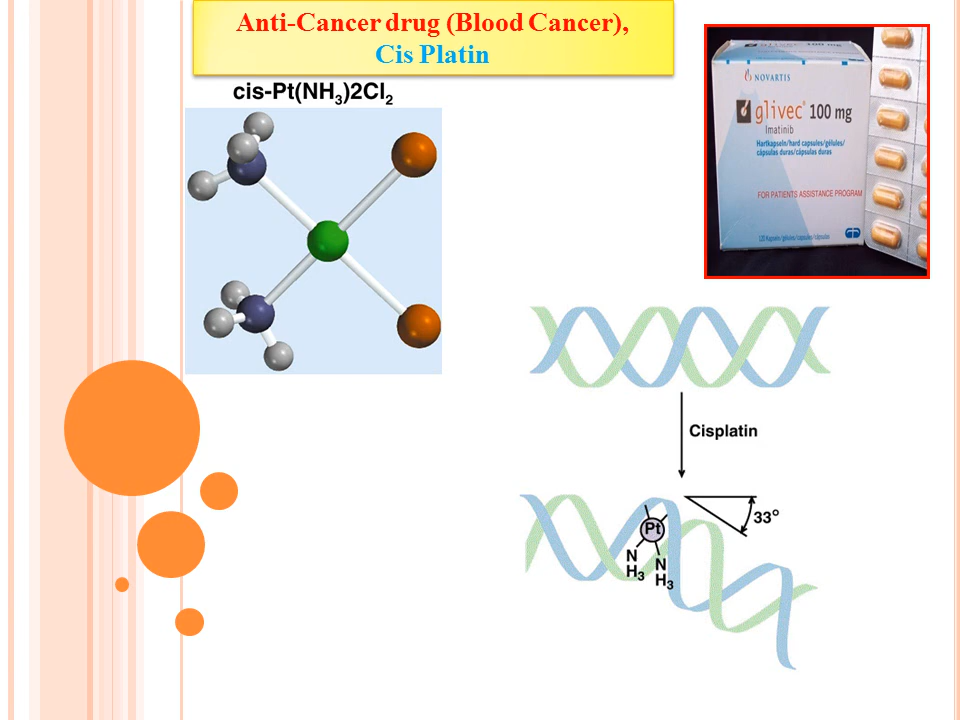 Anti-Cancer drug (Blood Cancer),
Cis Platin
cis-Pt(NH₃)2Cl₂
NOVARTIS
glivec® 100 mg
Imatinib
Hartkapseln/hard capsules/gélules/
cápsulas duras/cápsulas duras
FOR PATIENTS ASSISTANCE PROGRAM
Cisplatin
33°
Pt
N
H₃
N
H₃